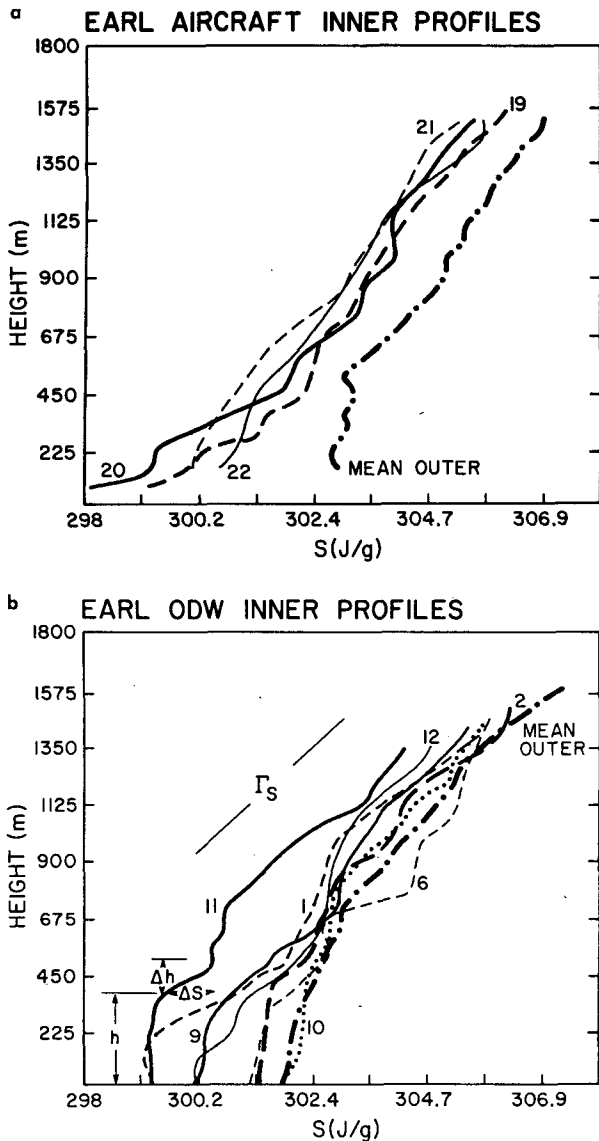 a EARL AIRCRAFT INNER PROFILES
1800
1575
1350
1125
900
675
450
225
HEIGHT (m)
21
19
20
22
MEAN OUTER
298 300.2 302.4 304.7 306.9
S(J/g)
b EARL ODW INNER PROFILES
1800
1575
1350
1125
900
675
450
225
HEIGHT (m)
2
12
MEAN
OUTER
Γs
11
1
6
Δh
ΔS
h
9
10
298 300.2 302.4 304.7 306.9
S(J/g)